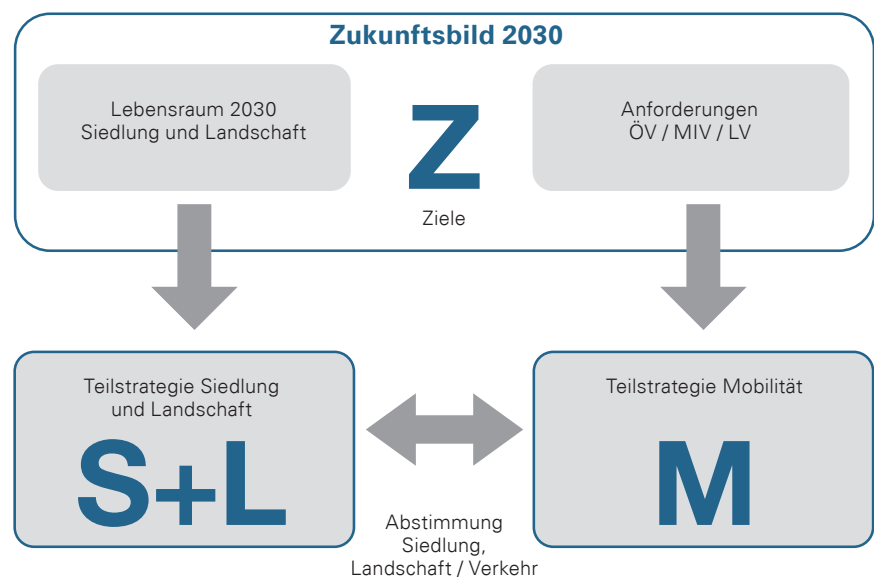 Zukunftsbild 2030
Lebensraum 2030
Siedlung und Landschaft
Z
Ziele
Anforderungen
ÖV / MIV / LV
Teilstrategie Siedlung
und Landschaft
S+L
Abstimmung
Siedlung,
Landschaft / Verkehr
Teilstrategie Mobilität
M